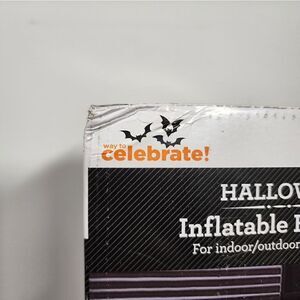 way to
celebrate!
HALLOW
Inflatable
For indoor/outdoor